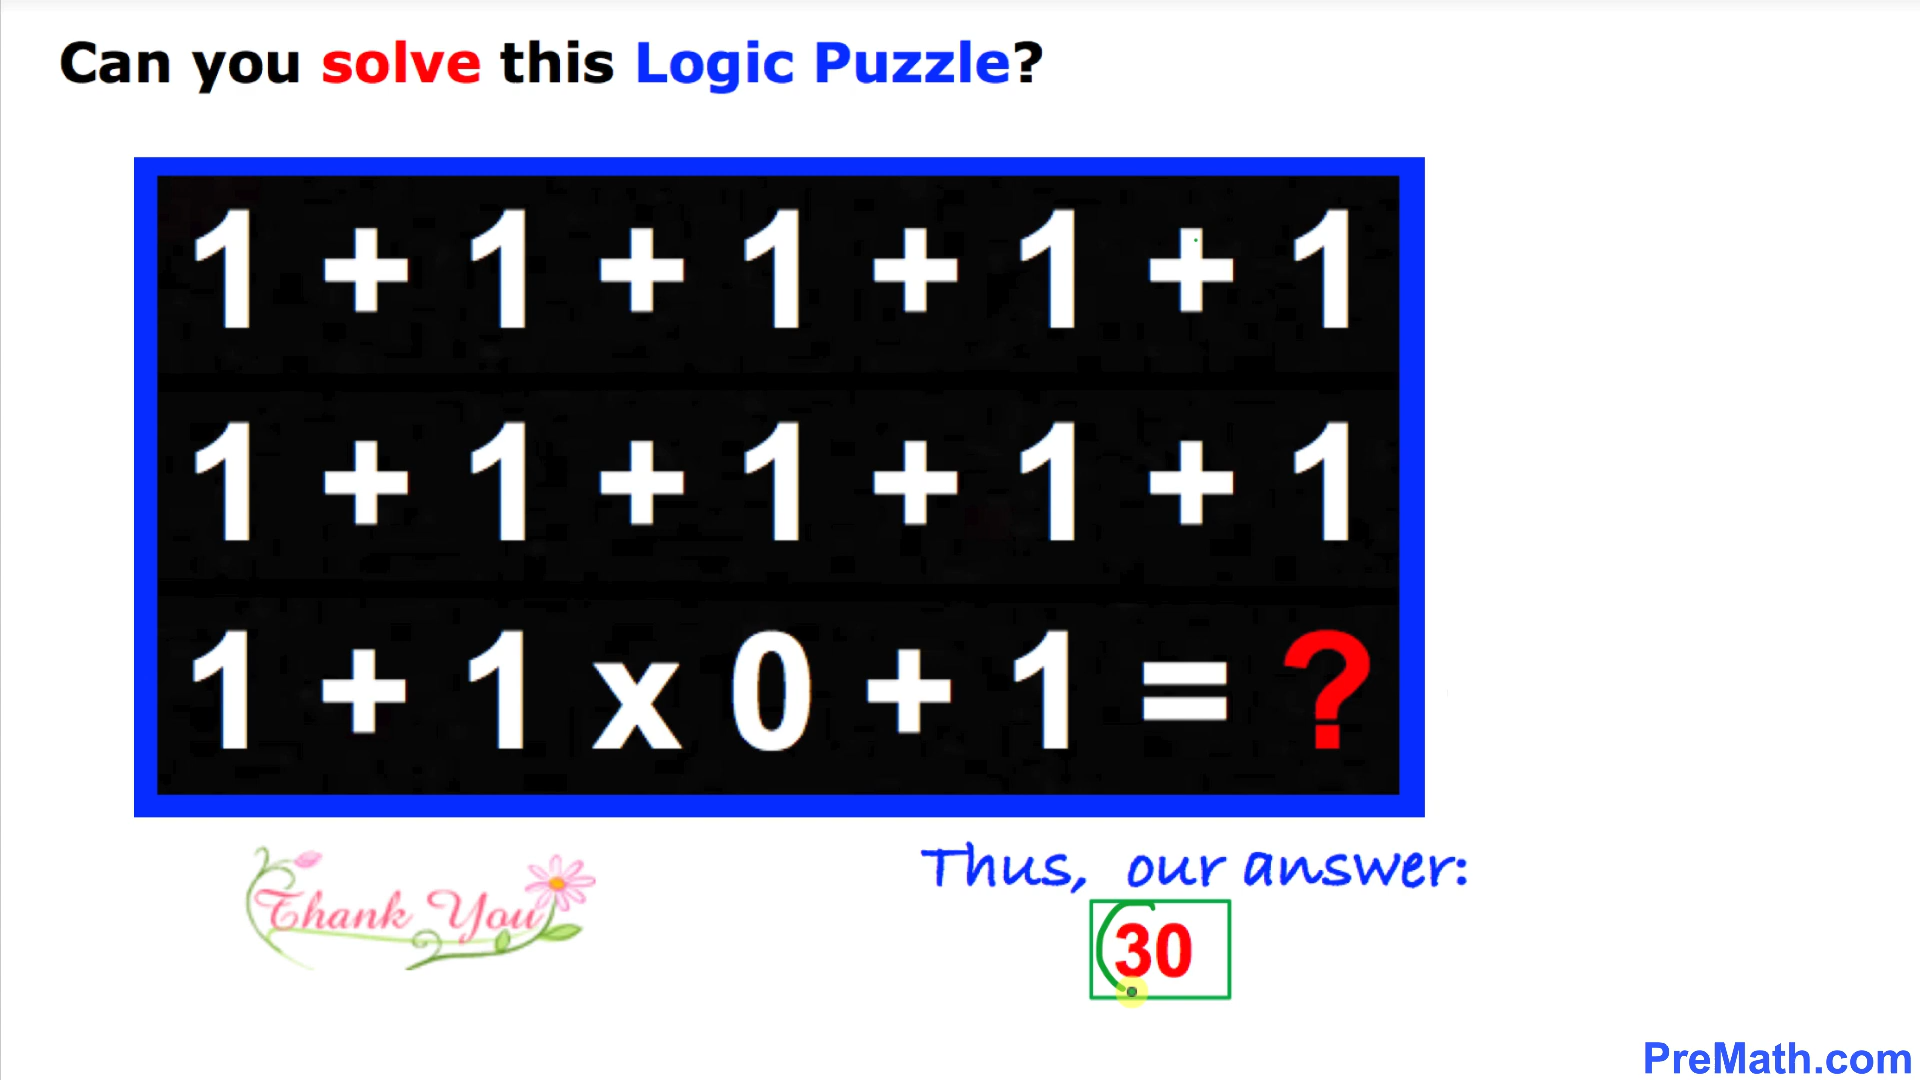 Can you solve this Logic Puzzle?
1 + 1 + 1 + 1 + 1
1 + 1 + 1 + 1 + 1
1 + 1 x 0 + 1 = ?
Thank You
Thus, our answer:
30
PreMath.com